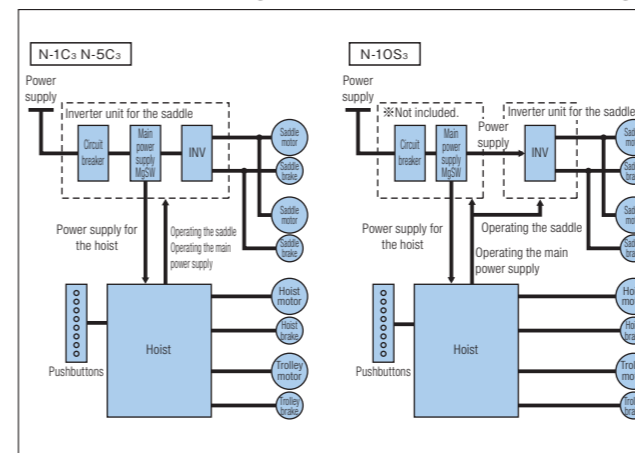 N-1C3 N-5C3
Power
supply
Inverter unit for the saddle
Circuit
breaker
Main
power
supply
MgSW
INV
Saddle
motor
Saddle
brake
Saddle
motor
Saddle
brake
Power supply for
the hoist
Operating the saddle
Operating the main
power supply
Pushbuttons
Hoist
Hoist
motor
Hoist
brake
Trolley
motor
Trolley
brake
N-10S3
Power
supply
※Not included.
Circuit
breaker
Main
power
supply
MgSW
Power
supply
Inverter unit for the saddle
INV
Power supply for
the hoist
Operating the saddle
Operating the main
power supply
Pushbuttons
Hoist